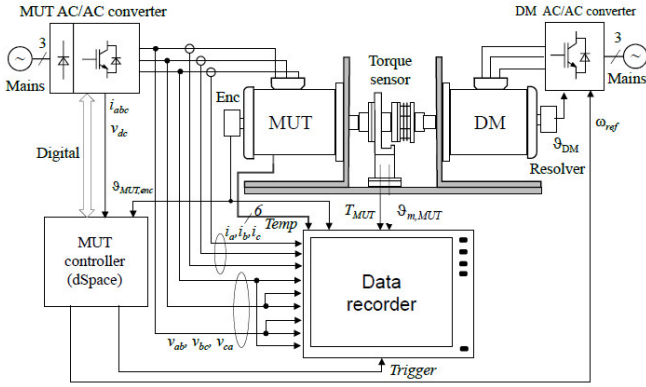 MUT AC/AC converter
DM AC/AC converter
3
3
Mains
Mains
Torque
sensor
Enc
MUT
DM
i_abc
v_dc
ω_ref
ϑ_DM
Resolver
Digital
ϑ_MUT,enc
6
Temp
T_MUT
ϑ_m,MUT
i_a, i_b, i_c
MUT
controller
(dSpace)
Data
recorder
v_ab, v_bc, v_ca
Trigger